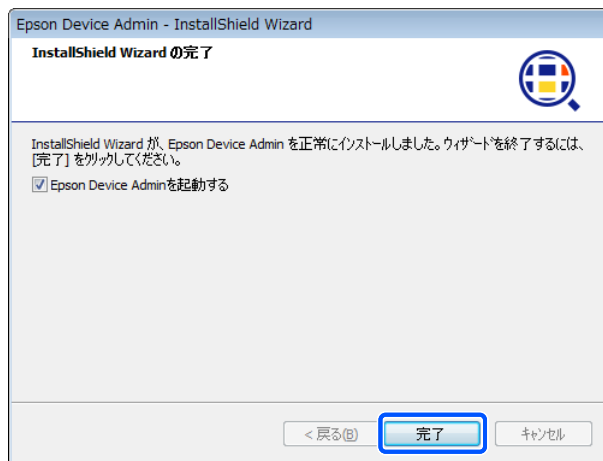 Epson Device Admin - InstallShield Wizard
InstallShield Wizard の完了
InstallShield Wizard が、Epson Device Admin を正常にインストールしました。ウィザードを終了するには、
[完了] をクリックしてください。
Epson Device Adminを起動する
< 戻る(B)
完了
キャンセル